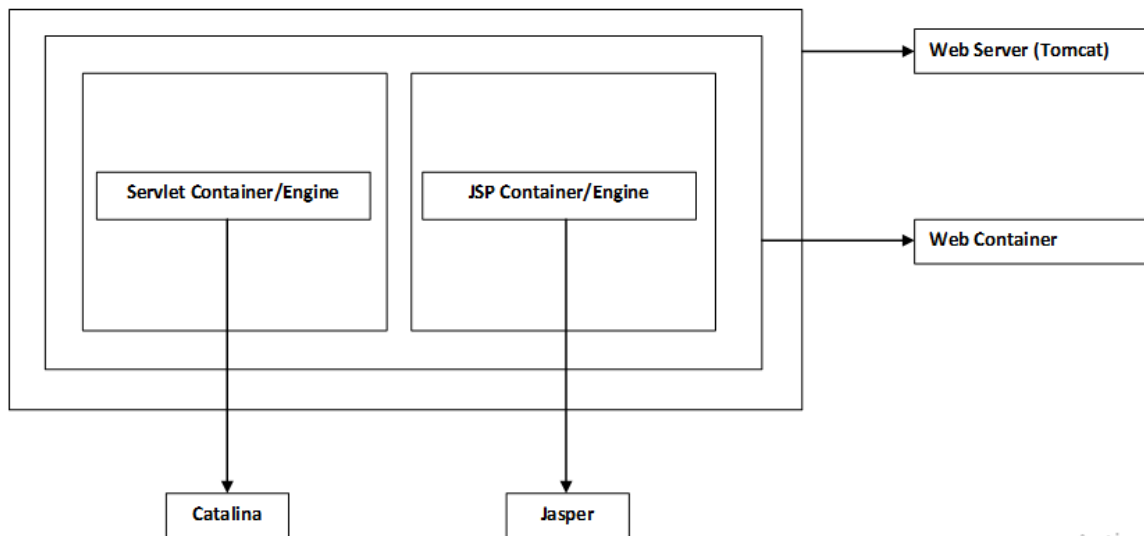 Web Server (Tomcat)
Servlet Container/Engine
JSP Container/Engine
Web Container
Catalina
Jasper